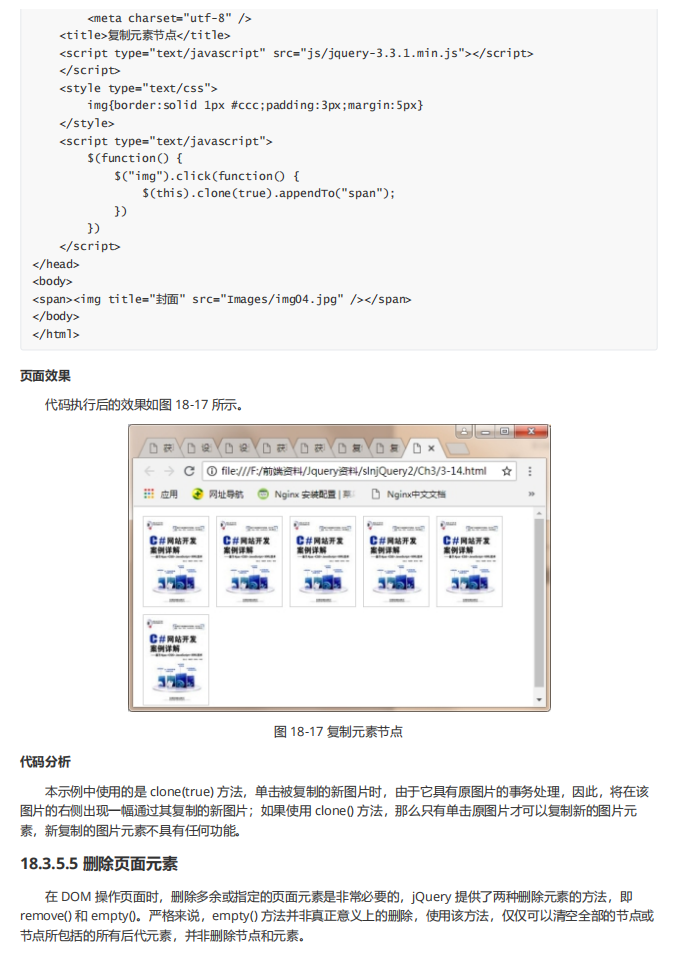 <meta charset="utf-8" />
<title>复制元素节点</title>
<script type="text/javascript" src="js/jquery-3.3.1.min.js"></script>
</script>
<style type="text/css">
img{border:solid 1px #ccc;padding:3px;margin:5px}
</style>
<script type="text/javascript">
$(function() {
$("img").click(function() {
$(this).clone(true).appendTo("span");
})
})
</script>
</head>
<body>
<span><img title="封面" src="Images/img04.jpg" /></span>
</body>
</html>
页面效果
代码执行后的效果如图 18-17 所示。
获 设 设 获 获 复 复
file:///F:/前端资料/Jquery资料/sInjQuery2/Ch3/3-14.html
应用 网址导航 Nginx 安装配置 | Nginx中文文档 »
C#网站开发 C#网站开发 C#网站开发 C#网站开发 C#网站开发
案例详解 案例详解 案例详解 案例详解 案例详解
C#网站开发
案例详解
图 18-17 复制元素节点
代码分析
本示例中使用的是 clone(true) 方法，单击被复制的新图片时，由于它具有原图片的事务处理，因此，将在该
图片的右侧出现一幅通过其复制的新图片；如果使用 clone() 方法，那么只有单击原图片才可以复制新的图片元
素，新复制的图片元素不具有任何功能。
18.3.5.5 删除页面元素
在 DOM 操作页面时，删除多余或指定的页面元素是非常必要的，jQuery 提供了两种删除元素的方法，即
remove() 和 empty()。严格来说，empty() 方法并非真正意义上的删除，使用该方法，仅仅可以清空全部的节点或
节点所包括的所有后代元素，并非删除节点和元素。